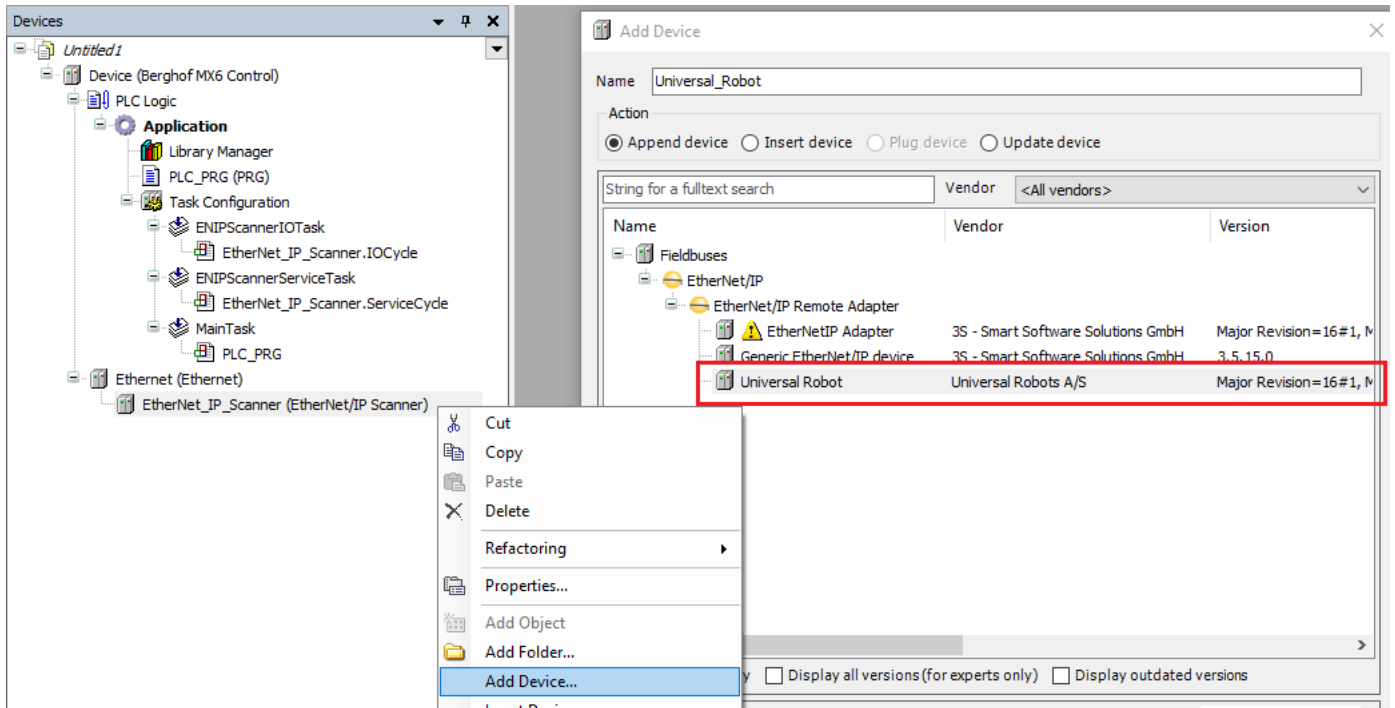 Devices
Untitled1
Device (Berghof MX6 Control)
PLC Logic
Application
Library Manager
PLC_PRG (PRG)
Task Configuration
ENIPScannerIOTask
EtherNet_IP_Scanner.IOCycle
ENIPScannerServiceTask
EtherNet_IP_Scanner.ServiceCycle
MainTask
PLC_PRG
Ethernet (Ethernet)
EtherNet_IP_Scanner (EtherNet/IP Scanner)
Cut
Copy
Paste
Delete
Refactoring
Properties...
Add Object
Add Folder...
Add Device...
Add Device
Name Universal_Robot
Action
Append device Insert device Plug device Update device
String for a fulltext search Vendor <All vendors>
Name Vendor Version
Fieldbuses
EtherNet/IP
EtherNet/IP Remote Adapter
EtherNetIP Adapter 3S - Smart Software Solutions GmbH Major Revision=16#1, M
Generic EtherNet/IP device 3S - Smart Software Solutions GmbH 3.5.15.0
Universal Robot Universal Robots A/S Major Revision=16#1, M
y Display all versions (for experts only) Display outdated versions